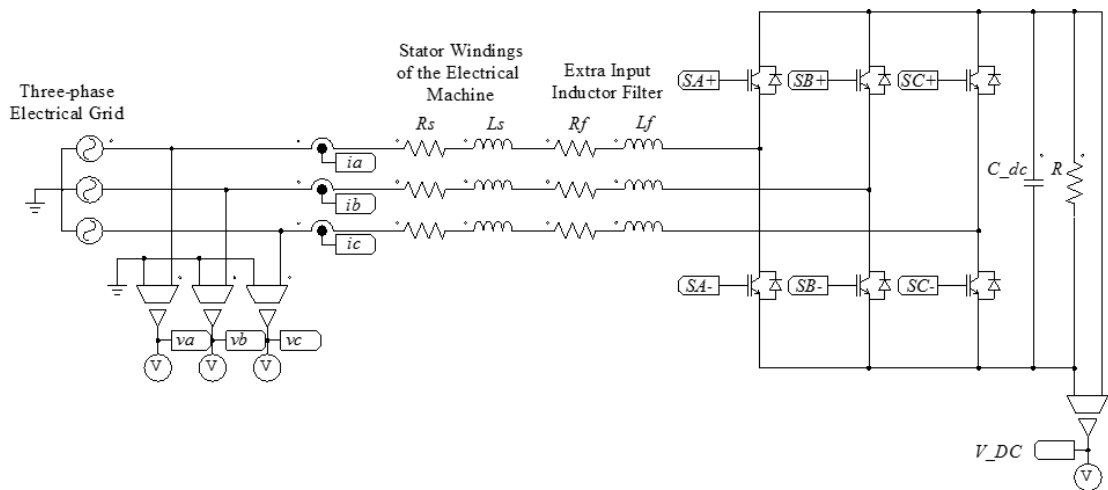 Stator Windings
of the Electrical
Machine
Extra Input
Inductor Filter
Three-phase
Electrical Grid
SA+
SB+
SC+
Rs
Ls
Rf
Lf
ia
ib
ic
C_dc
R
SA-
SB-
SC-
va
vb
vc
V
V
V
V_DC
V